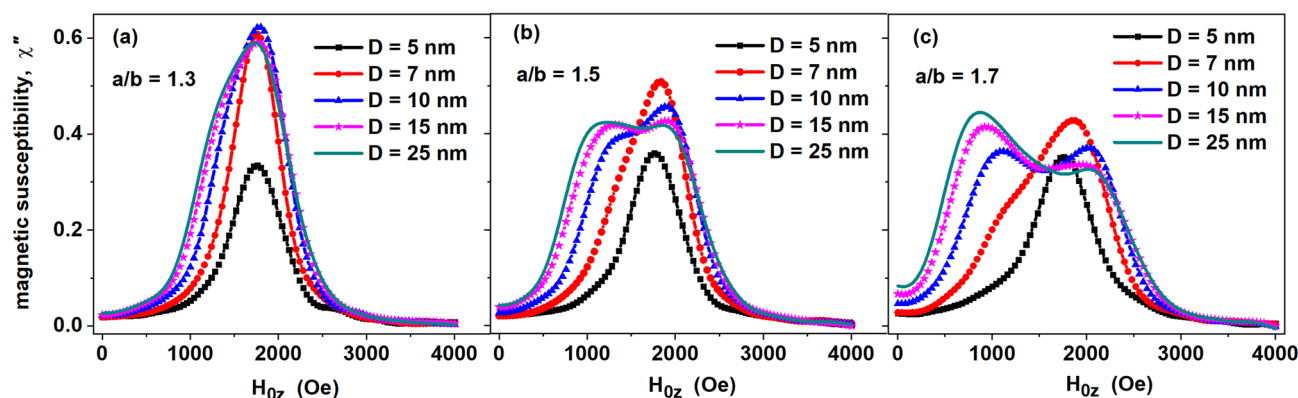 magnetic susceptibility, χ″
0.6
0.4
0.2
0.0
(a)
a/b = 1.3
D = 5 nm
D = 7 nm
D = 10 nm
D = 15 nm
D = 25 nm
0 1000 2000 3000 4000
H0z (Oe)
(b)
a/b = 1.5
D = 5 nm
D = 7 nm
D = 10 nm
D = 15 nm
D = 25 nm
0 1000 2000 3000 4000
H0z (Oe)
(c)
a/b = 1.7
D = 5 nm
D = 7 nm
D = 10 nm
D = 15 nm
D = 25 nm
0 1000 2000 3000 4000
H0z (Oe)